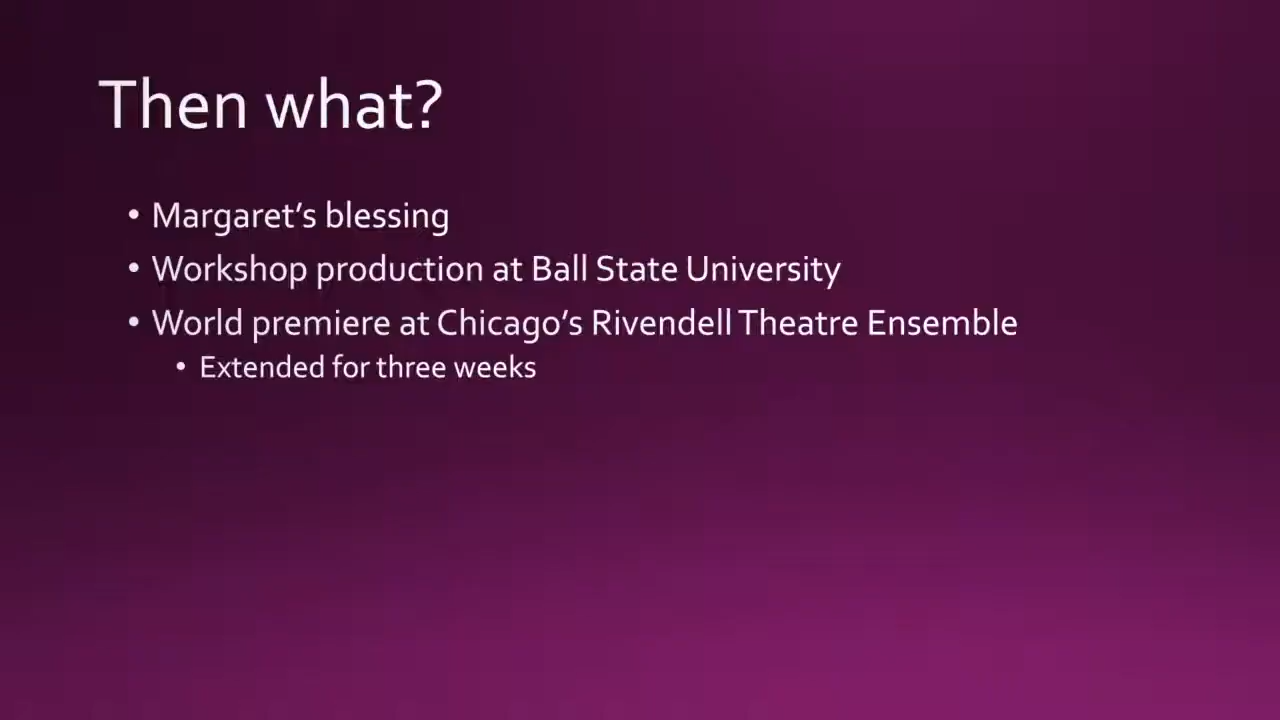 Then what?
• Margaret’s blessing
• Workshop production at Ball State University
• World premiere at Chicago’s Rivendell Theatre Ensemble
• Extended for three weeks